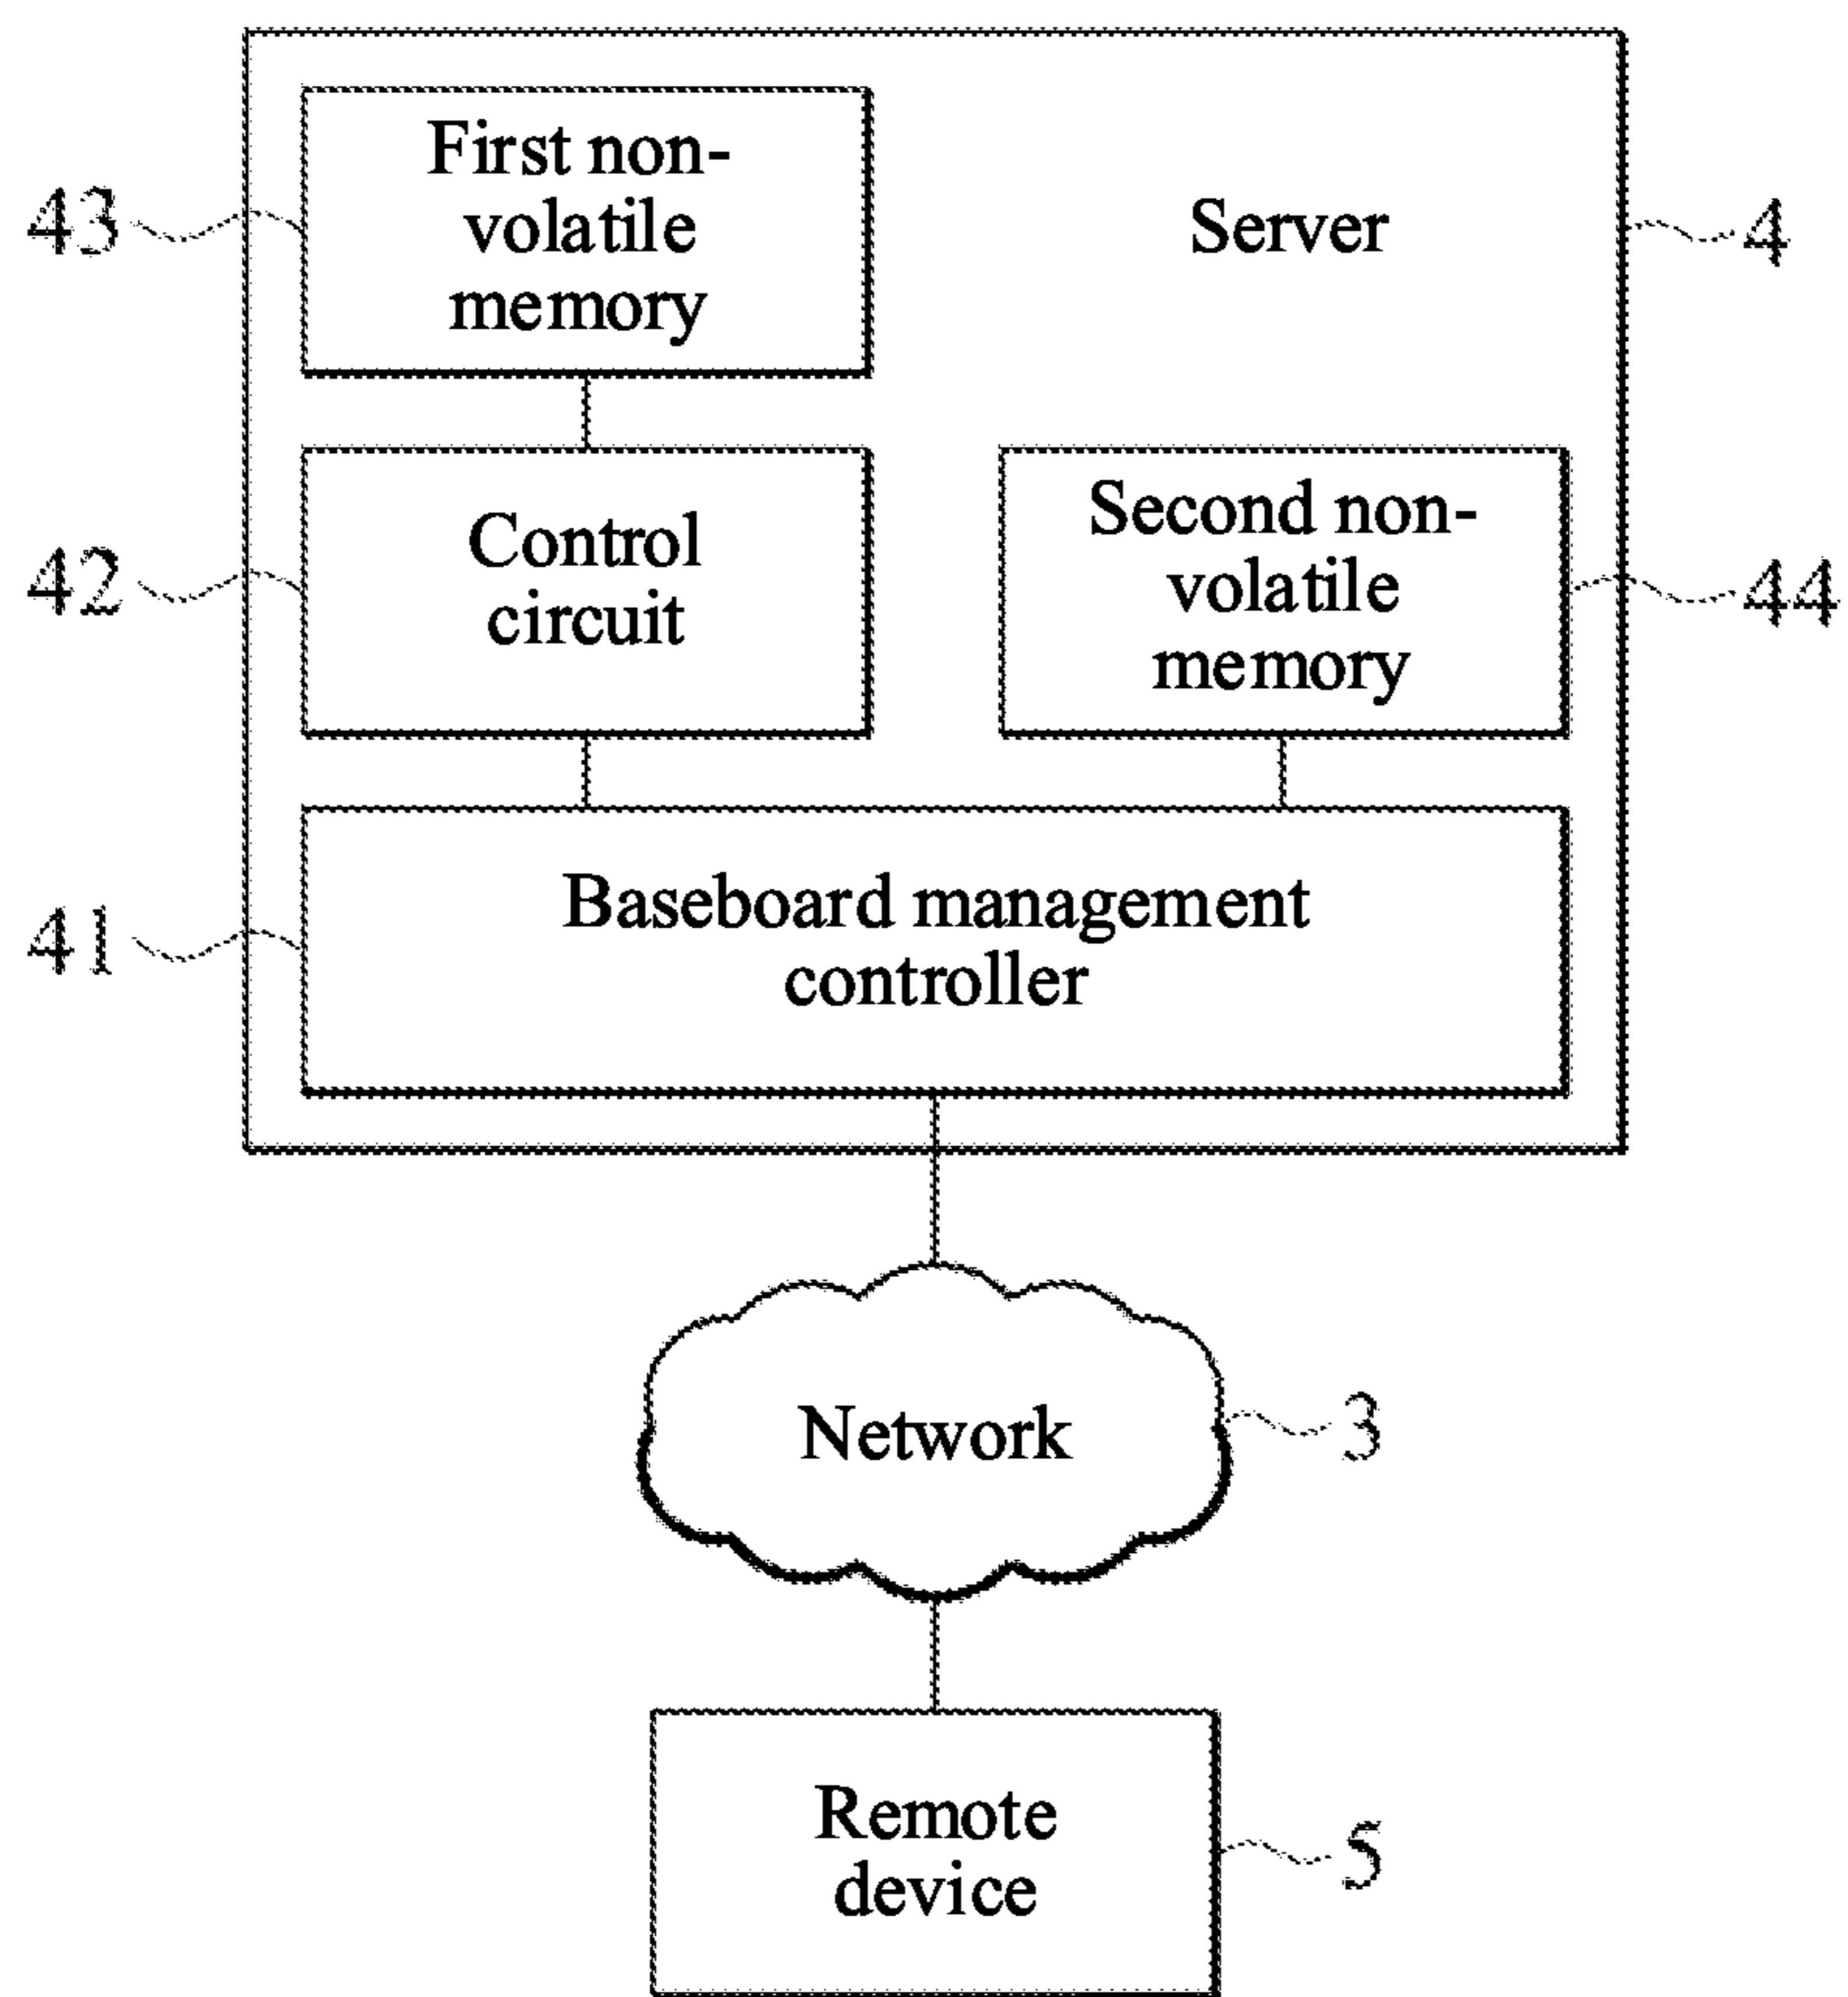 First non-
volatile
memory
43
Server
4
Control
circuit
42
Second non-
volatile
memory
44
Baseboard management
controller
41
Network
3
Remote
device
5